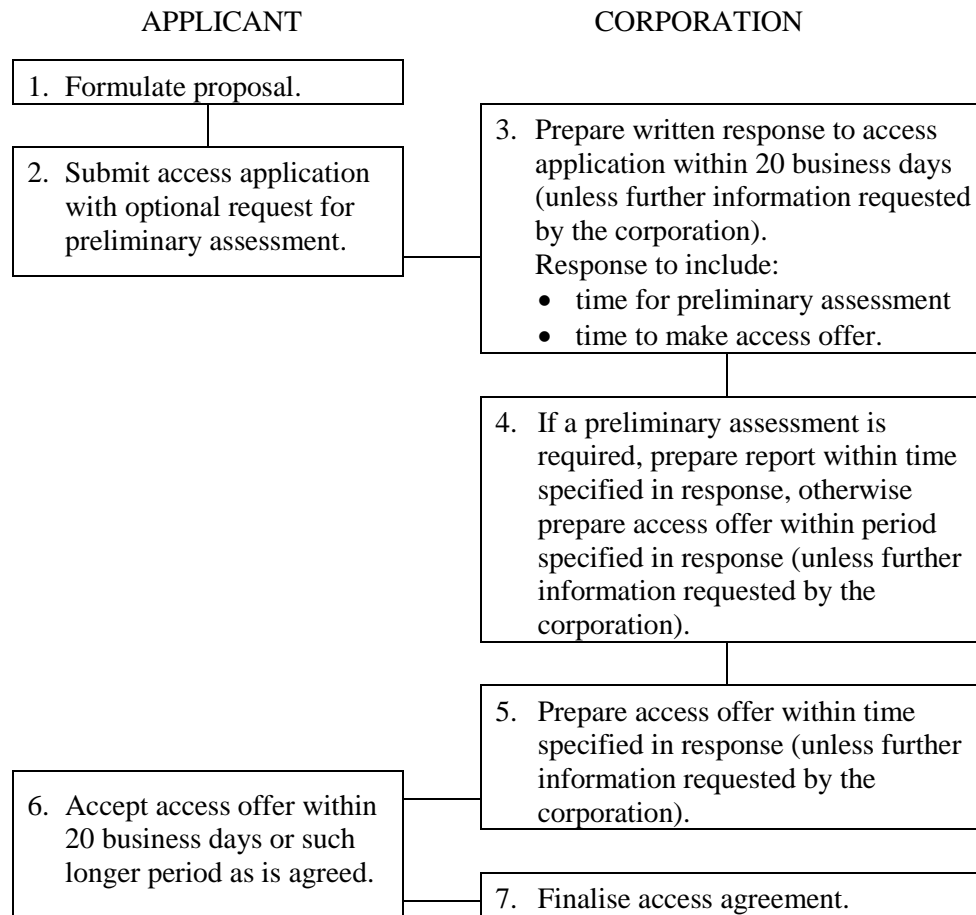 APPLICANT
CORPORATION
1. Formulate proposal.
2. Submit access application
with optional request for
preliminary assessment.
3. Prepare written response to access
application within 20 business days
(unless further information requested
by the corporation).
Response to include:
• time for preliminary assessment
• time to make access offer.
4. If a preliminary assessment is
required, prepare report within time
specified in response, otherwise
prepare access offer within period
specified in response (unless further
information requested by the
corporation).
5. Prepare access offer within time
specified in response (unless further
information requested by the
corporation).
6. Accept access offer within
20 business days or such
longer period as is agreed.
7. Finalise access agreement.